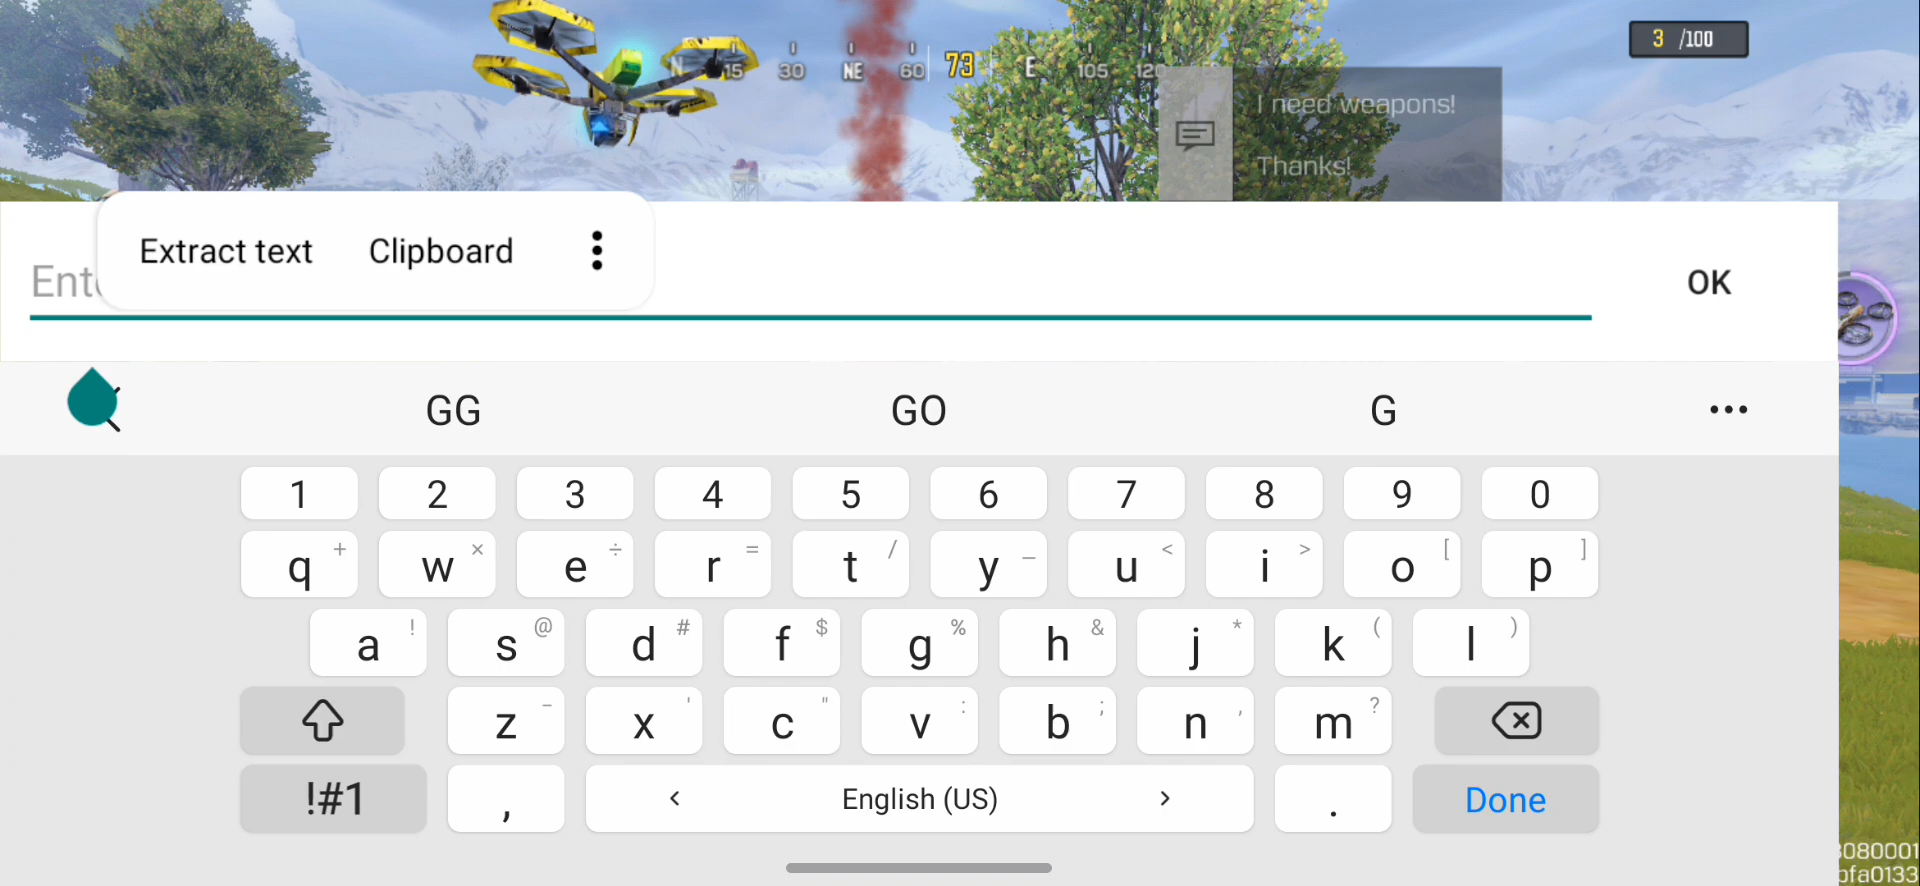 N 15 30 NE 60 73 E 105 120
3 /100
I need weapons!
Thanks!
Extract text Clipboard
OK
GG GO G
1 2 3 4 5 6 7 8 9 0
q + w × e ÷ r = t / y _ u < i > o [ p ]
a ! s @ d # f $ g % h & j * k ( l )
z - x ' c " v : b ; n , m ?
!#1 , < English (US) > . Done
080001
fa0133